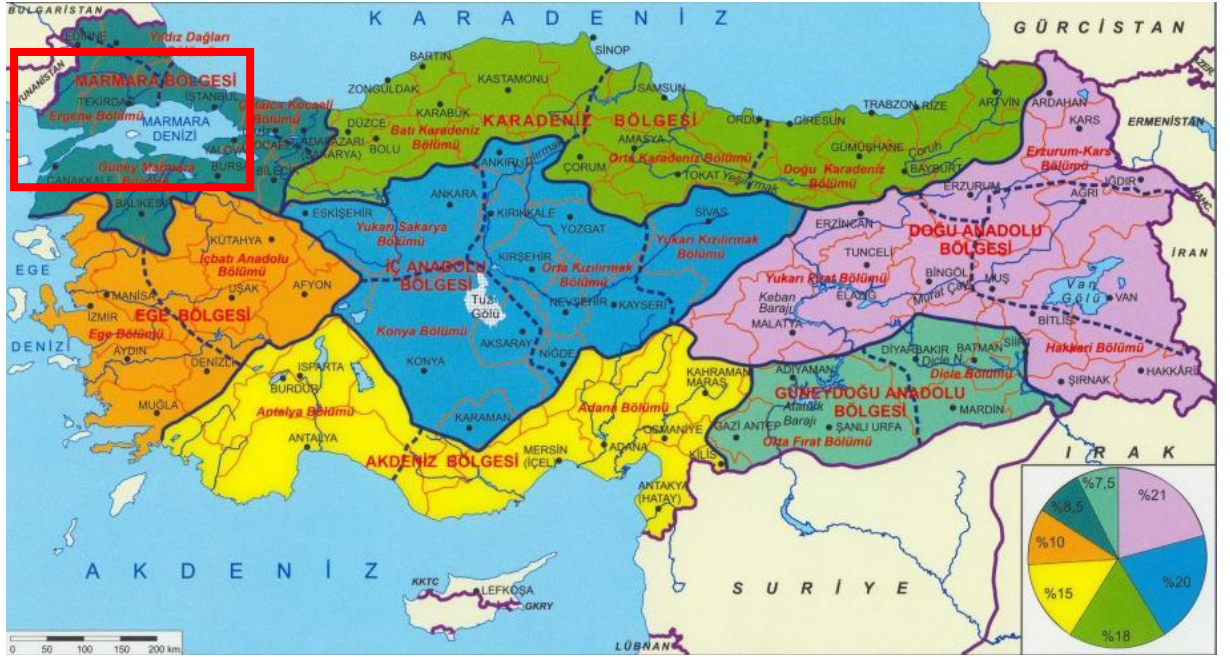 BULGARİSTAN
KARADENİZ
GÜRCİSTAN
EDİRNE
Yıldız Dağları
Bölümü
YUNANİSTAN
MARMARA BÖLGESİ
TEKİRDAĞ
Ergene Bölümü
İSTANBUL
MARMARA
DENİZİ
Çatalca Kocaeli
Bölümü
YALOVA
KOCAELİ
ADAPAZARI
(SAKARYA)
Güney Marmara
Bölümü
ÇANAKKALE
BURSA
BİLECİK
BALIKESİR
ZONGULDAK
BARTIN
KASTAMONU
SİNOP
KARABÜK
DÜZCE
BOLU
Batı Karadeniz
Bölümü
KARADENİZ BÖLGESİ
SAMSUN
AMASYA
ÇORUM
Orta Karadeniz Bölümü
TOKAT
Yeşilırmak
ORDU
GİRESUN
TRABZON
RİZE
ARTVİN
GÜMÜŞHANE
Çoruh
BAYBURT
Doğu Karadeniz
Bölümü
ARDAHAN
KARS
ERMENİSTAN
Erzurum-Kars
Bölümü
IĞDIR
AĞRI
ERZURUM
ERZİNCAN
DOĞU ANADOLU
BÖLGESİ
TUNCELİ
BİNGÖL
MUŞ
Yukarı Fırat Bölümü
Murat Çayı
Keban
Barajı
ELAZIĞ
MALATYA
Van
Gölü
VAN
BİTLİS
Hakkari Bölümü
HAKKARİ
ŞIRNAK
İRAN
ESKİŞEHİR
ANKARA
KIRIKKALE
YOZGAT
SİVAS
Yukarı Sakarya
Bölümü
Yukarı Kızılırmak
Bölümü
İÇ ANADOLU
BÖLGESİ
KIRŞEHİR
Orta Kızılırmak
Bölümü
Tuz
Gölü
NEVŞEHİR
KAYSERİ
Konya Bölümü
AKSARAY
NİĞDE
KONYA
KARAMAN
EGE
DENİZİ
KÜTAHYA
İçbatı Anadolu
Bölümü
MANİSA
UŞAK
AFYON
İZMİR
EGE BÖLGESİ
Ege Bölümü
AYDIN
DENİZLİ
MUĞLA
ISPARTA
BURDUR
Antalya Bölümü
ANTALYA
AKDENİZ BÖLGESİ
Adana Bölümü
MERSİN
(İÇEL)
ADANA
OSMANİYE
KAHRAMAN
MARAŞ
ANTAKYA
(HATAY)
KİLİS
GAZİ ANTEP
ADIYAMAN
DİYARBAKIR
Dicle N.
BATMAN
SİİRT
Dicle Bölümü
GÜNEYDOĞU ANADOLU
BÖLGESİ
Atatürk
Barajı
ŞANLI URFA
MARDİN
Orta Fırat Bölümü
IRAK
SURİYE
AKDENİZ
KKTC
LEFKOŞA
GKRY
LÜBNAN
%7,5
%21
%8,5
%10
%20
%15
%18
0 50 100 150 200 km.